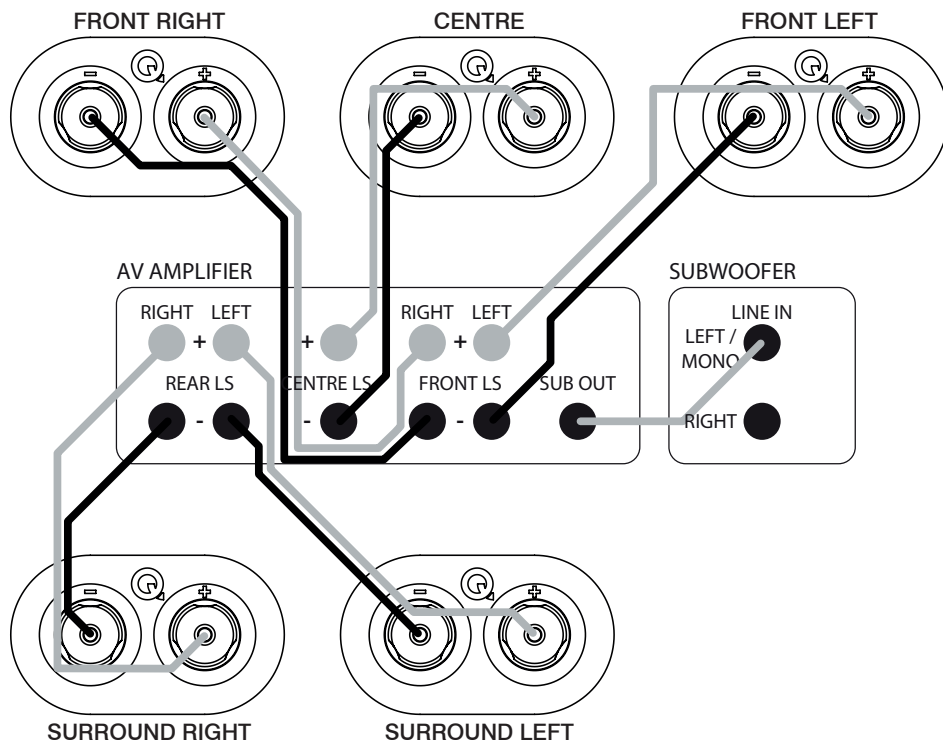 FRONT RIGHT
CENTRE
FRONT LEFT
- +
- +
- +
AV AMPLIFIER
SUBWOOFER
RIGHT LEFT
RIGHT LEFT
LINE IN
+
+
+
LEFT /
MONO
REAR LS
CENTRE LS
FRONT LS
SUB OUT
-
-
-
RIGHT
- +
- +
SURROUND RIGHT
SURROUND LEFT